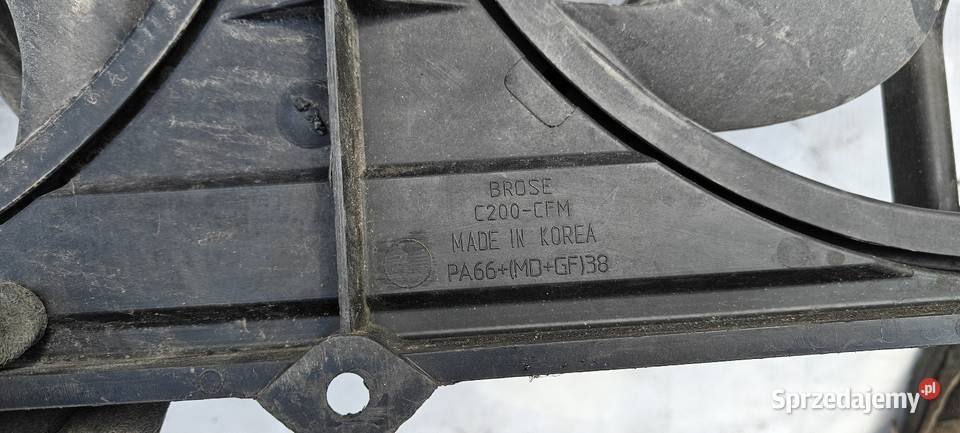 BROSE
C200-CFM
MADE IN KOREA
PA66+(MD+GF)38
Sprzedajemy.pl